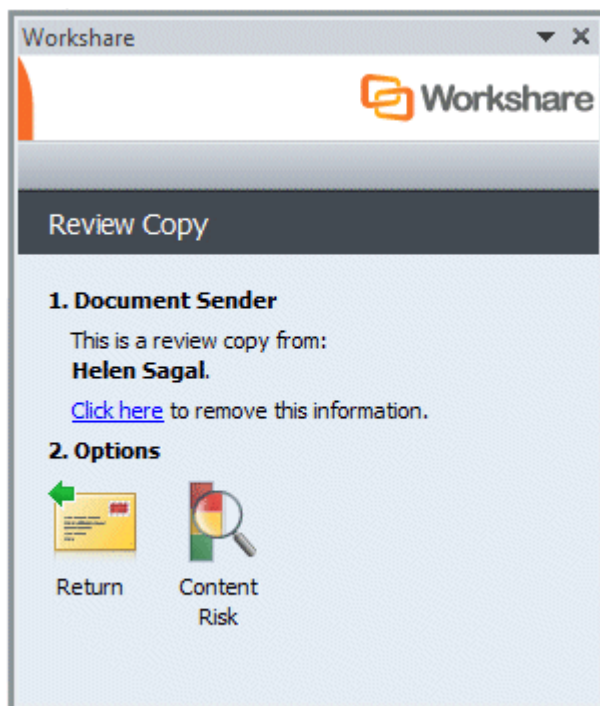 Workshare
Workshare
Review Copy
1. Document Sender
This is a review copy from:
Helen Sagal.
Click here to remove this information.
2. Options
Return
Content
Risk